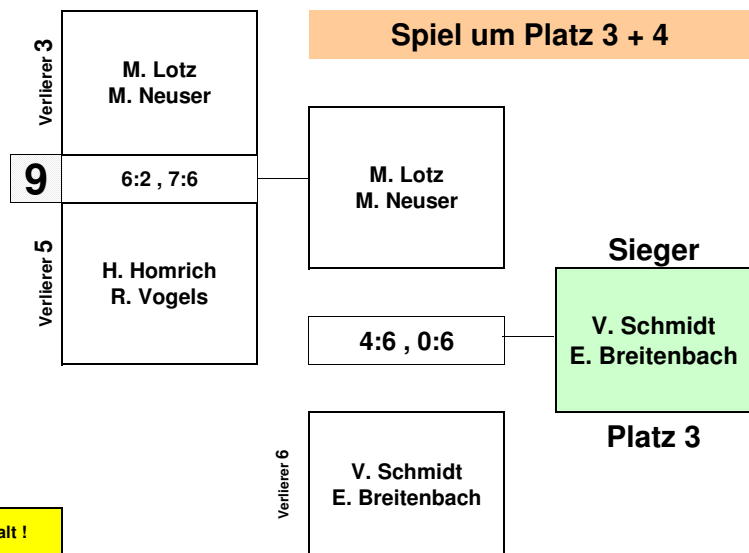 Spiel um Platz 3 + 4
Verlierer 3
M. Lotz
M. Neuser
9
6:2 , 7:6
Verlierer 5
H. Homrich
R. Vogels
M. Lotz
M. Neuser
4:6 , 0:6
Verlierer 6
V. Schmidt
E. Breitenbach
Sieger
V. Schmidt
E. Breitenbach
Platz 3
alt !